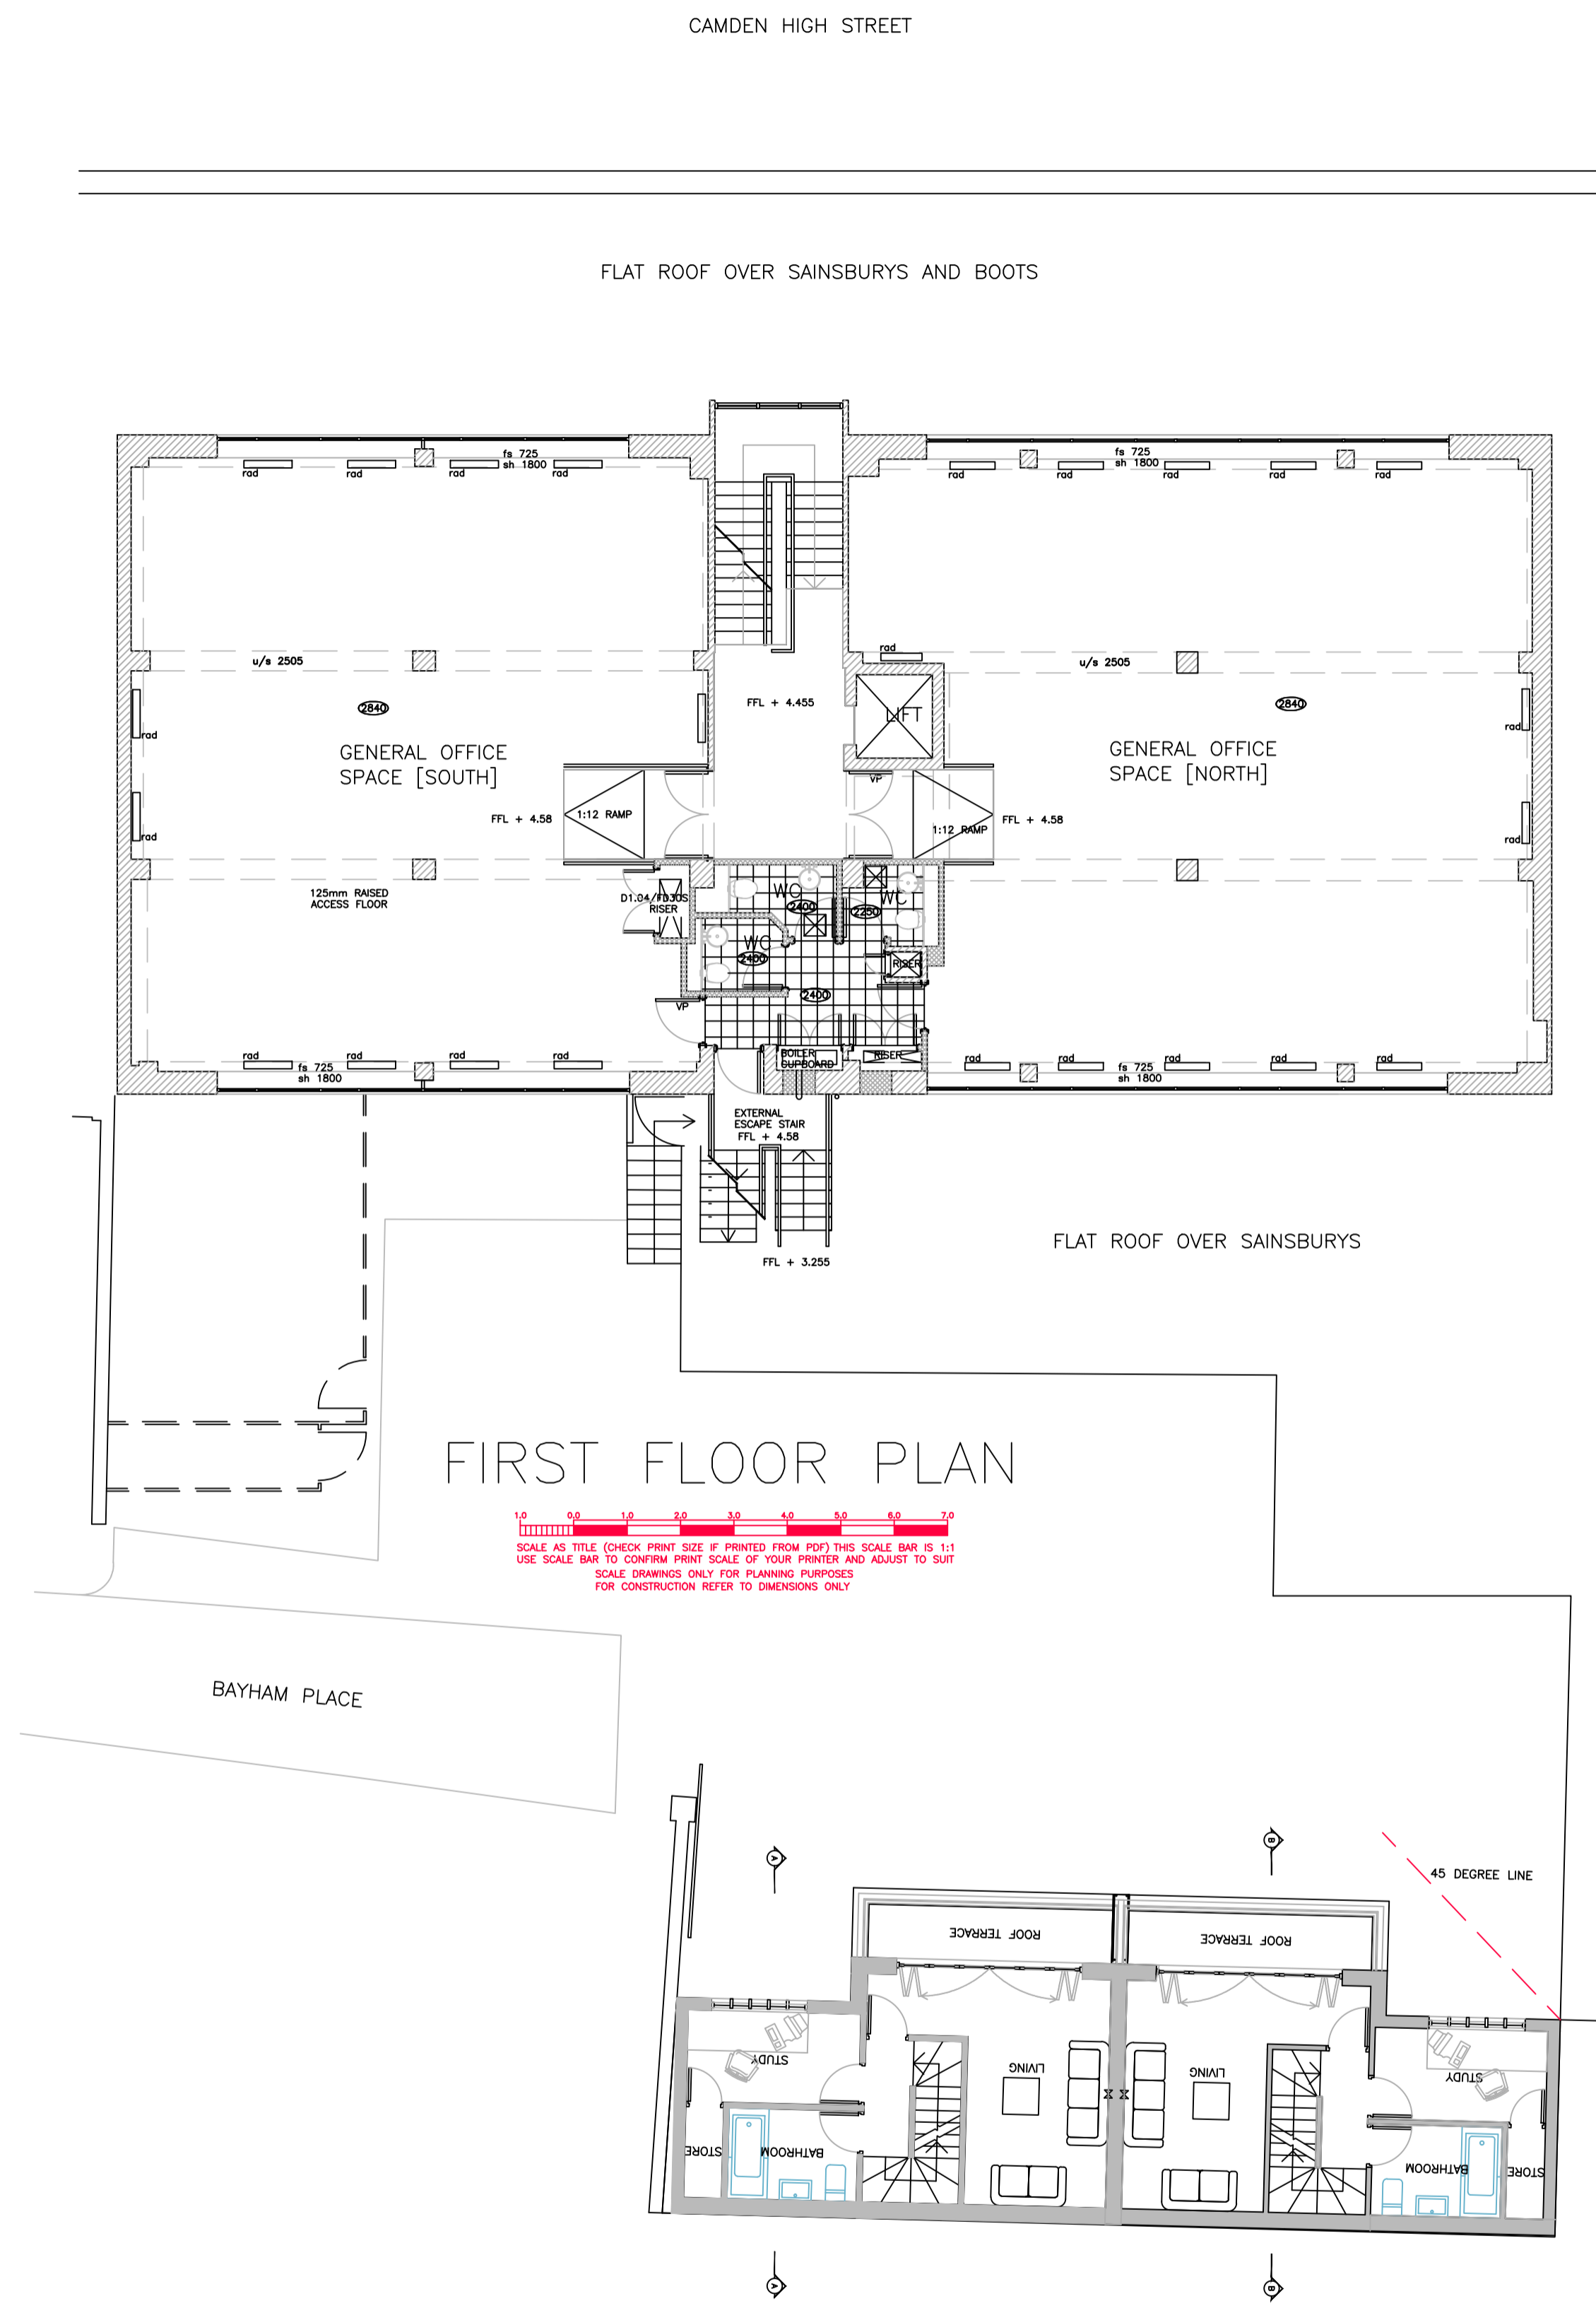 CAMDEN HIGH STREET
FLAT ROOF OVER SAINSBURYS AND BOOTS
fs 725
sh 1800
rad
rad
rad
rad
fs 725
sh 1800
rad
rad
rad
rad
rad
u/s 2505
rad
u/s 2505
2840
FFL + 4.455
LIFT
2840
rad
rad
GENERAL OFFICE
SPACE [SOUTH]
GENERAL OFFICE
SPACE [NORTH]
VP
1:12 RAMP
FFL + 4.58
1:12 RAMP
FFL + 4.58
rad
rad
125mm RAISED
ACCESS FLOOR
D1.04/FD30S
RISER
WC
2400
WC
2250
WC
2400
RISER
2400
VP
BOILER
CUPBOARD
RISER
rad
rad
rad
rad
fs 725
sh 1800
rad
rad
rad
rad
rad
fs 725
sh 1800
EXTERNAL
ESCAPE STAIR
FFL + 4.58
FFL + 3.255
FLAT ROOF OVER SAINSBURYS
FIRST FLOOR PLAN
1.0 0.0 1.0 2.0 3.0 4.0 5.0 6.0 7.0
SCALE AS TITLE (CHECK PRINT SIZE IF PRINTED FROM PDF) THIS SCALE BAR IS 1:1
USE SCALE BAR TO CONFIRM PRINT SCALE OF YOUR PRINTER AND ADJUST TO SUIT
SCALE DRAWINGS ONLY FOR PLANNING PURPOSES
FOR CONSTRUCTION REFER TO DIMENSIONS ONLY
BAYHAM PLACE
A
B
45 DEGREE LINE
ROOF TERRACE
ROOF TERRACE
STUDY
LIVING
LIVING
STUDY
STORE
BATHROOM
BATHROOM
STORE
A
B